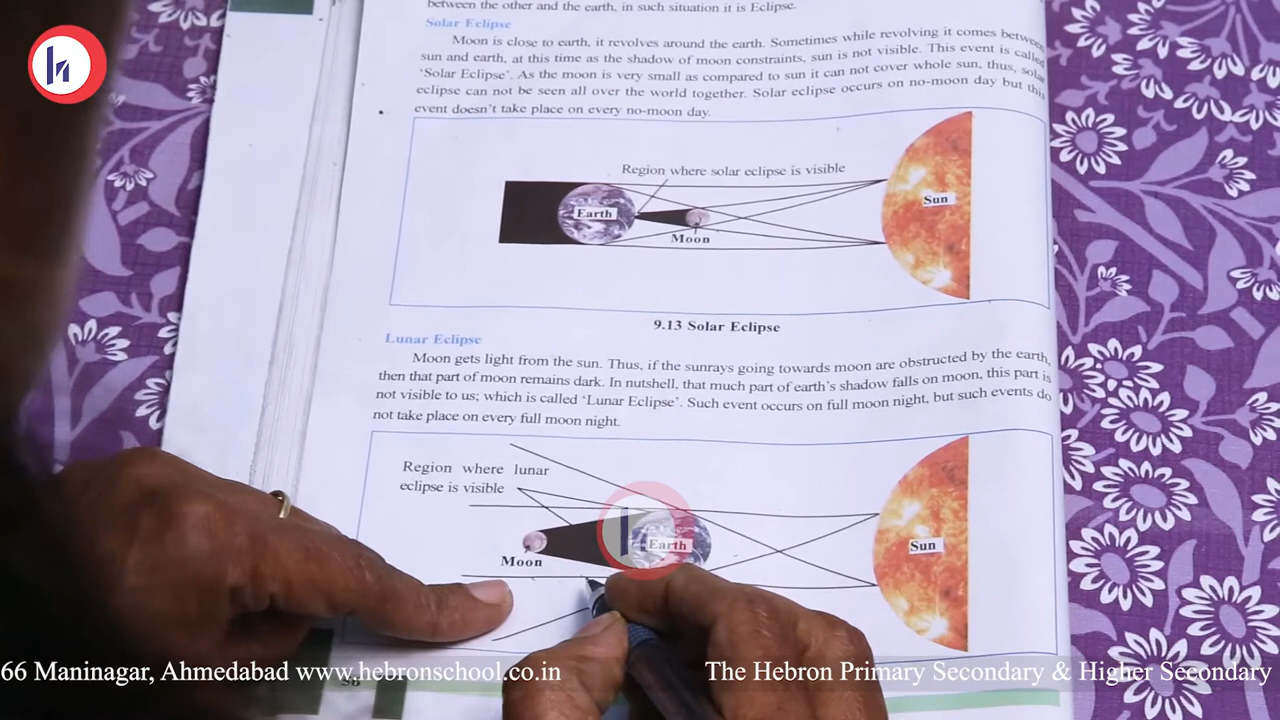 between the other and the earth, in such situation it is Eclipse.
Solar Eclipse
Moon is close to earth, it revolves around the earth. Sometimes while revolving it comes between
sun and earth, at this time as the shadow of moon constraints, sun is not visible. This event is called
‘Solar Eclipse’. As the moon is very small as compared to sun it can not cover whole sun, thus, solar
eclipse can not be seen all over the world together. Solar eclipse occurs on no-moon day but this
event doesn’t take place on every no-moon day.
Region where solar eclipse is visible
Earth
Moon
Sun
9.13 Solar Eclipse
Lunar Eclipse
Moon gets light from the sun. Thus, if the sunrays going towards moon are obstructed by the earth,
then that part of moon remains dark. In nutshell, that much part of earth’s shadow falls on moon, this part is
not visible to us; which is called ‘Lunar Eclipse’. Such event occurs on full moon night, but such events do
not take place on every full moon night.
Region where lunar
eclipse is visible
Moon
Earth
Sun
66 Maninagar, Ahmedabad www.hebronschool.co.in
The Hebron Primary Secondary & Higher Seeondary